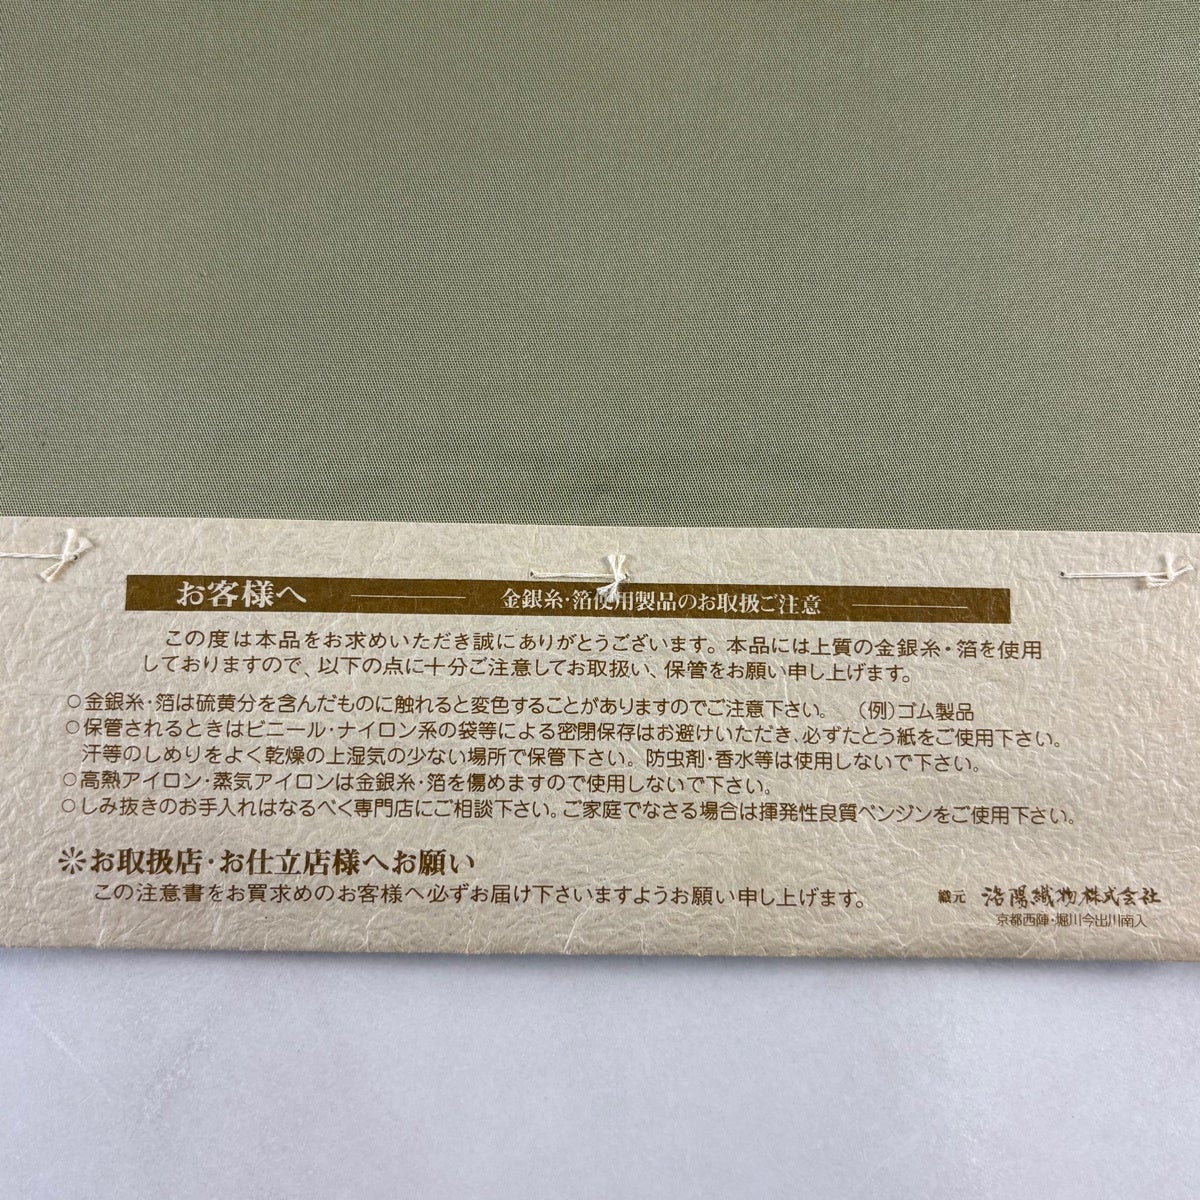 お客様へ ―― 金銀糸・箔使用製品のお取扱ご注意 ――
この度は本品をお求めいただき誠にありがとうございます。本品には上質の金銀糸・箔を使用
しておりますので、以下の点に十分ご注意してお取扱い、保管をお願い申し上げます。
○金銀糸・箔は硫黄分を含んだものに触れると変色することがありますのでご注意下さい。 (例)ゴム製品
○保管されるときはビニール・ナイロン系の袋等による密閉保存はお避けいただき、必ずたとう紙をご使用下さい。
汗等のしめりをよく乾燥の上湿気の少ない場所で保管下さい。防虫剤・香水等は使用しないで下さい。
○高熱アイロン・蒸気アイロンは金銀糸・箔を傷めますので使用しないで下さい。
○しみ抜きのお手入れはなるべく専門店にご相談下さい。ご家庭でなさる場合は揮発性良質ベンジンをご使用下さい。
※お取扱店・お仕立店様へお願い
この注意書をお買求めのお客様へ必ずお届け下さいますようお願い申し上げます。
織元 洛陽織物株式会社
京都西陣・堀川今出川南入